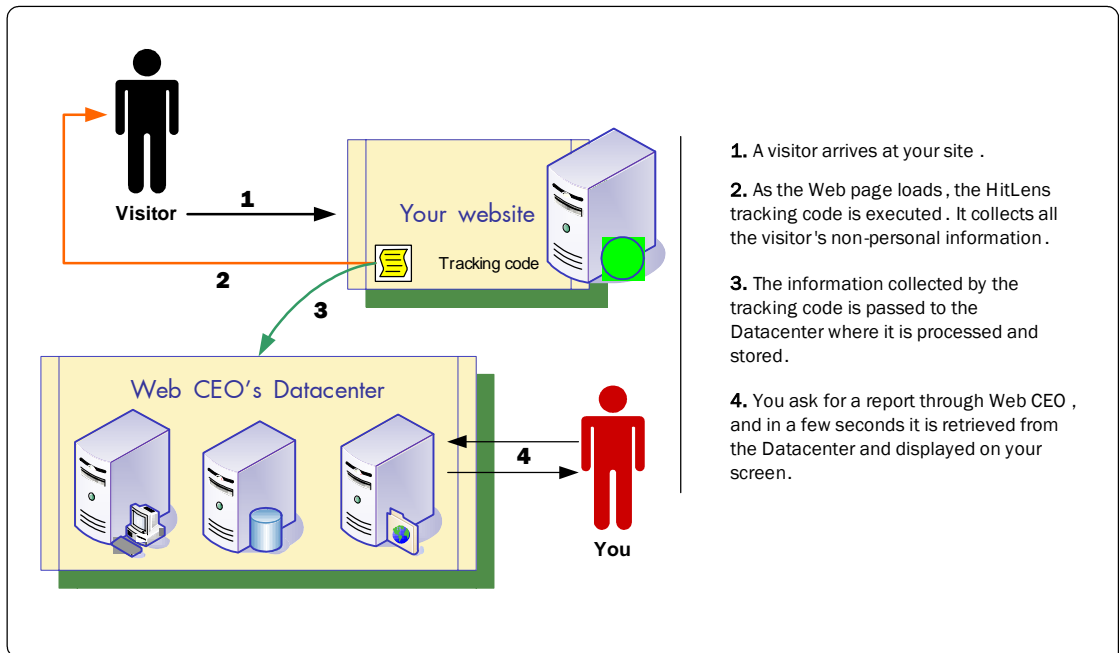 Visitor
1
Your website
Tracking code
2
3
Web CEO's Datacenter
4
You
1. A visitor arrives at your site .
2. As the Web page loads , the HitLens
tracking code is executed . It collects all
the visitor's non-personal information .
3. The information collected by the
tracking code is passed to the
Datacenter where it is processed and
stored .
4. You ask for a report through Web CEO ,
and in a few seconds it is retrieved from
the Datacenter and displayed on your
screen .